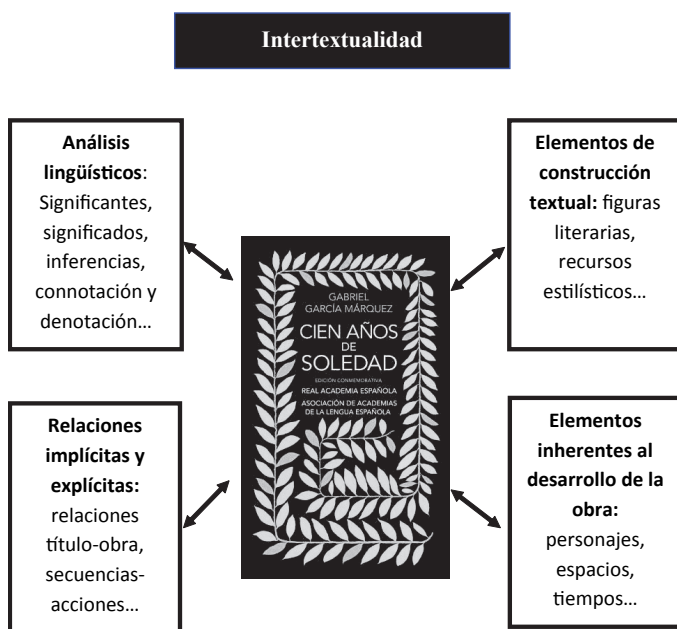 Intertextualidad
Análisis
lingüísticos:
Significantes,
significados,
inferencias,
connotación y
denotación...
Elementos de
construcción
textual: figuras
literarias,
recursos
estilísticos...
GABRIEL
GARCÍA MÁRQUEZ
CIEN AÑOS
DE
SOLEDAD
EDICIÓN CONMEMORATIVA
REAL ACADEMIA ESPAÑOLA
ASOCIACIÓN DE ACADEMIAS
DE LA LENGUA ESPAÑOLA
Relaciones
implícitas y
explícitas:
relaciones
título-obra,
secuencias-
acciones...
Elementos
inherentes al
desarrollo de la
obra:
personajes,
espacios,
tiempos...